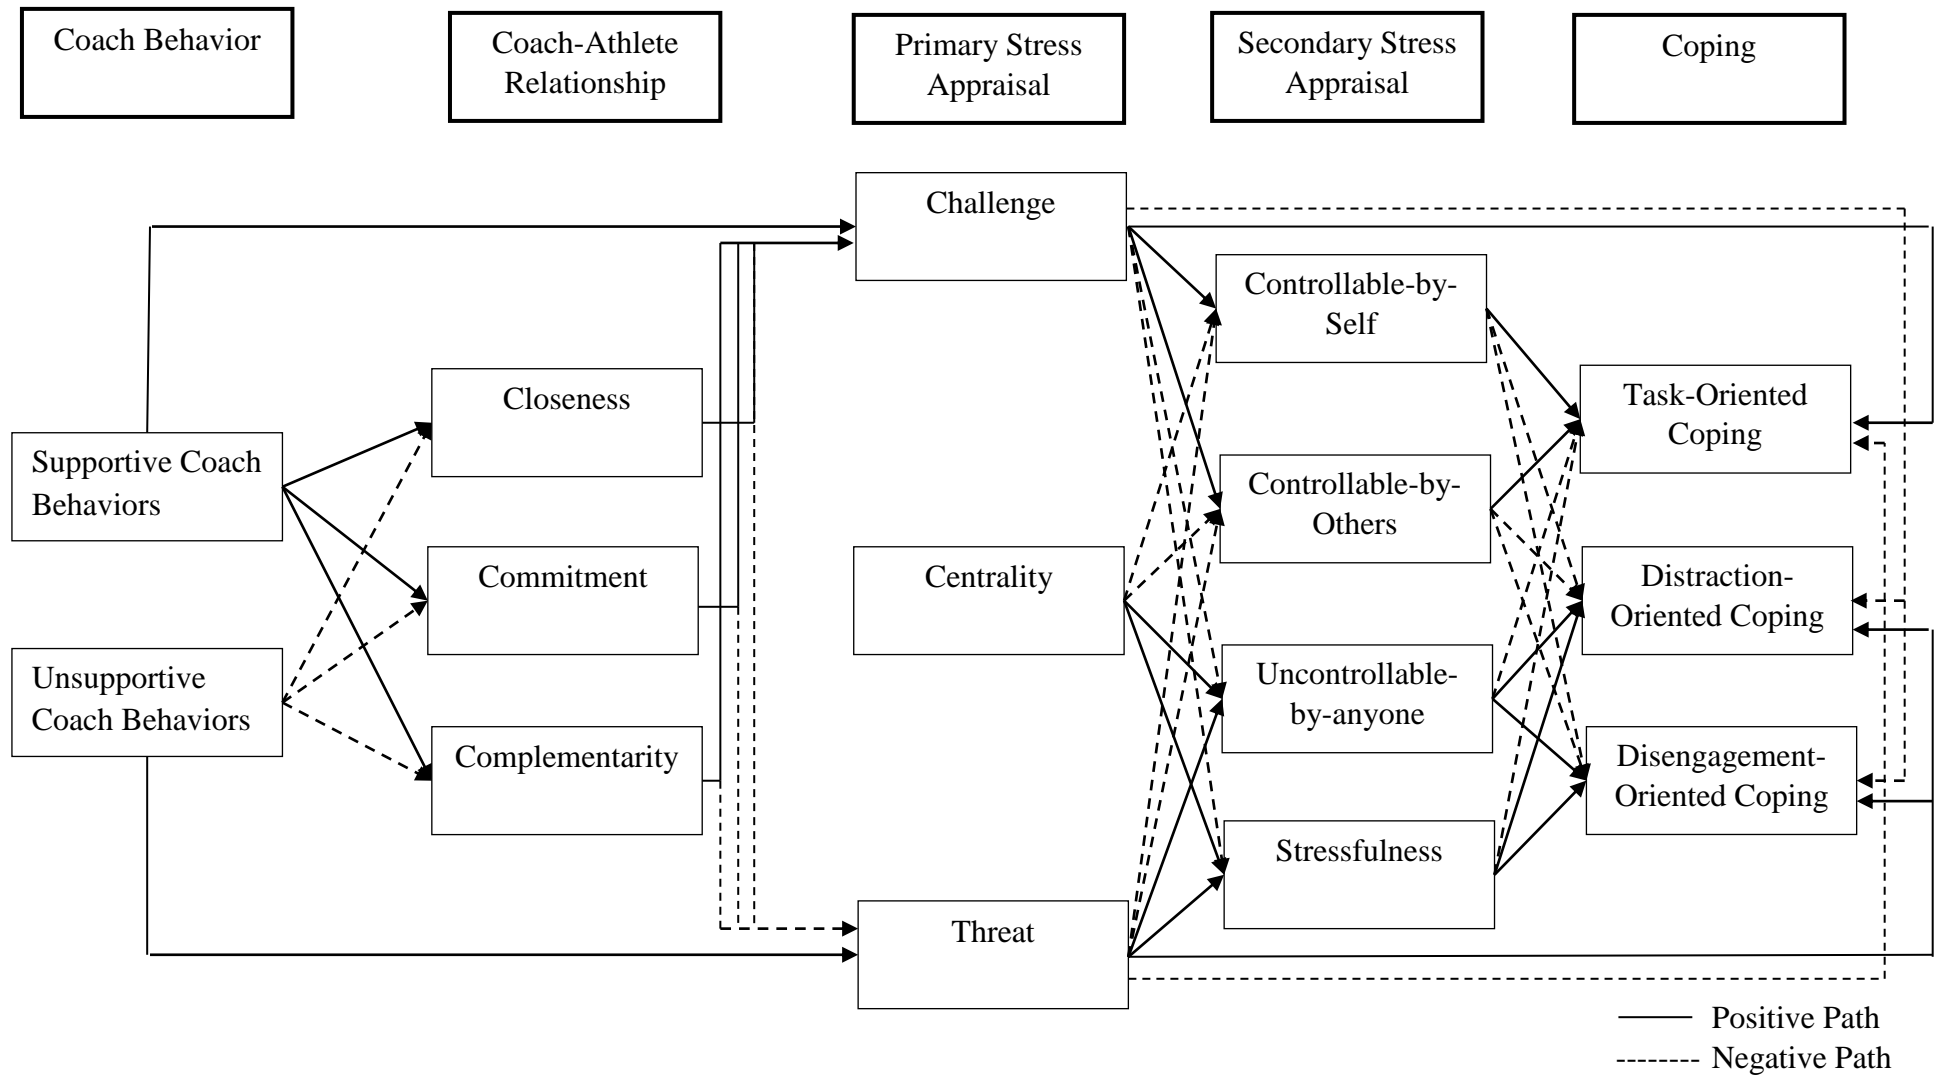 Coach Behavior
Coach-Athlete
Relationship
Primary Stress
Appraisal
Secondary Stress
Appraisal
Coping
Challenge
Controllable-by-
Self
Closeness
Task-Oriented
Coping
Supportive Coach
Behaviors
Controllable-by-
Others
Commitment
Centrality
Distraction-
Oriented Coping
Unsupportive
Coach Behaviors
Uncontrollable-
by-anyone
Complementarity
Disengagement-
Oriented Coping
Stressfulness
Threat
Positive Path
Negative Path